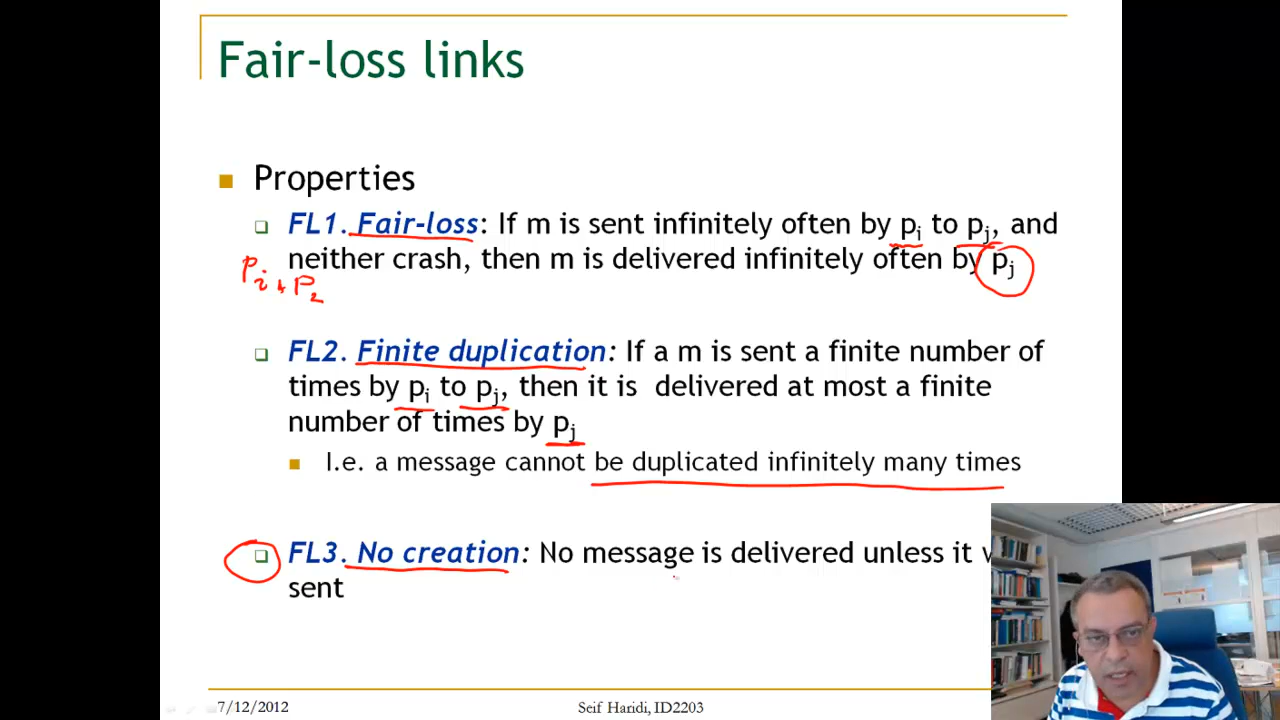 Fair-loss links
Properties
FL1. Fair-loss: If m is sent infinitely often by pi to pj, and
neither crash, then m is delivered infinitely often by pj
pi + P2
FL2. Finite duplication: If a m is sent a finite number of
times by pi to pj, then it is delivered at most a finite
number of times by pj
I.e. a message cannot be duplicated infinitely many times
FL3. No creation: No message is delivered unless it
sent
7/12/2012
Seif Haridi, ID2203